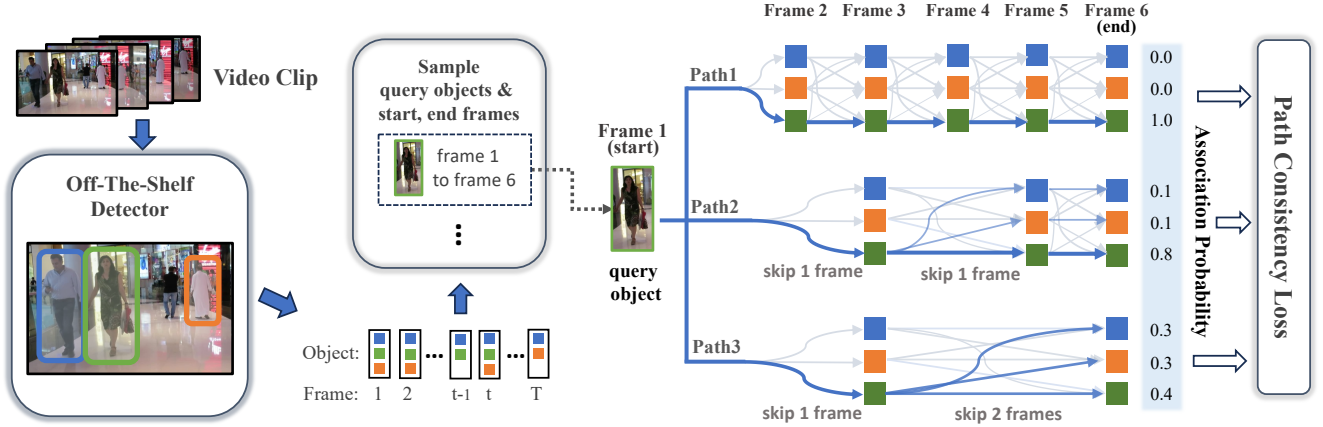 Video Clip
Off-The-Shelf
Detector
Sample
query objects &
start, end frames
frame 1
to frame 6
Object:
Frame:
1
2
t-1
t
T
Frame 1
(start)
query
object
Frame 2
Frame 3
Frame 4
Frame 5
Frame 6
(end)
Path1
0.0
0.0
1.0
Path2
skip 1 frame
skip 1 frame
0.1
0.1
0.8
Path3
skip 1 frame
skip 2 frames
0.3
0.3
0.4
Association Probability
Path Consistency Loss